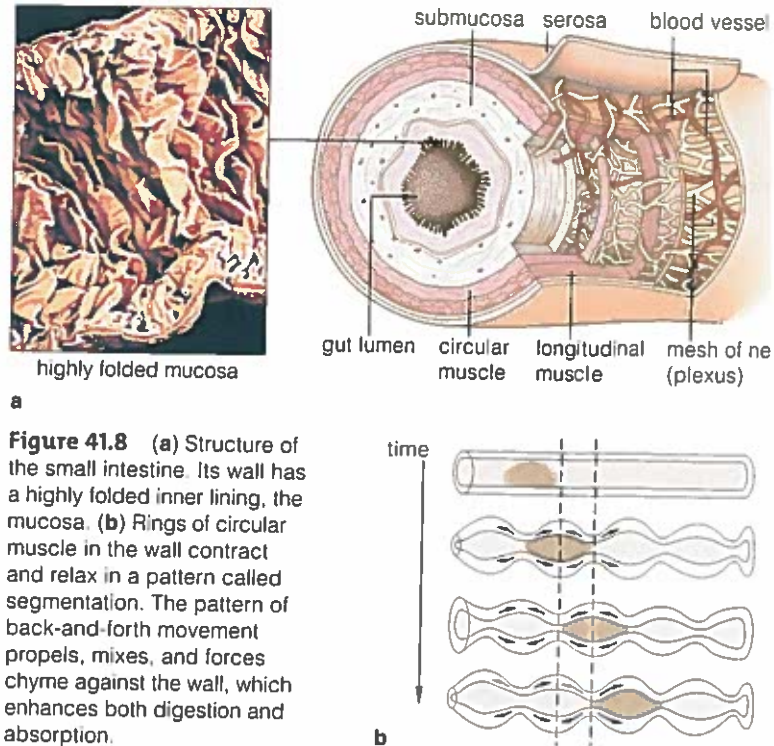 submucosa serosa blood vessel
gut lumen circular muscle longitudinal muscle mesh of ne (plexus)
highly folded mucosa
a
Figure 41.8 (a) Structure of
the small intestine. Its wall has
a highly folded inner lining, the
mucosa. (b) Rings of circular
muscle in the wall contract
and relax in a pattern called
segmentation. The pattern of
back-and-forth movement
propels, mixes, and forces
chyme against the wall, which
enhances both digestion and
absorption.
time
b